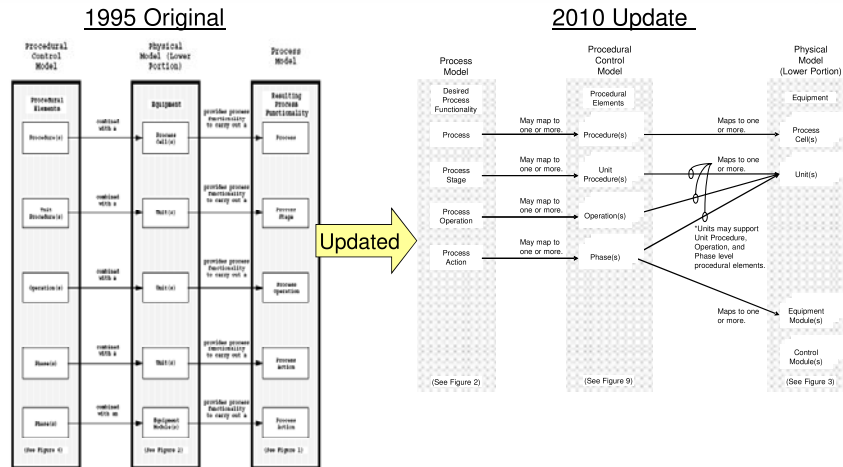 1995 Original
2010 Update
Procedural
Control
Model
Physical
Model (Lower
Portion)
Process
Model
Procedural
Elements
Equipment
Resulting
Process
Functionality
Procedure(s)
combined
with a
Process
Cell(s)
provides process
functionality
to carry out a
Process
Unit
Procedure(s)
combined
with a
Unit(s)
provides process
functionality
to carry out a
Process
Stage
Operation(s)
combined
with a
Unit(s)
provides process
functionality
to carry out a
Process
Operation
Phase(s)
combined
with a
Unit(s)
provides process
functionality
to carry out a
Process
Action
Phase(s)
combined
with an
Equipment
Module(s)
provides process
functionality
to carry out a
Process
Action
(See Figure 4)
(See Figure 2)
(See Figure 1)
Updated
Process
Model
Procedural
Control
Model
Physical
Model
(Lower Portion)
Desired
Process
Functionality
Procedural
Elements
Equipment
Process
May map to
one or more.
Procedure(s)
Maps to one
or more.
Process
Cell(s)
Process
Stage
May map to
one or more.
Unit
Procedure(s)
Maps to one
or more.
Unit(s)
Process
Operation
May map to
one or more.
Operation(s)
*Units may support
Unit Procedure,
Operation, and
Phase level
procedural elements.
Process
Action
May map to
one or more.
Phase(s)
Maps to one
or more.
Equipment
Module(s)
Control
Module(s)
(See Figure 2)
(See Figure 9)
(See Figure 3)